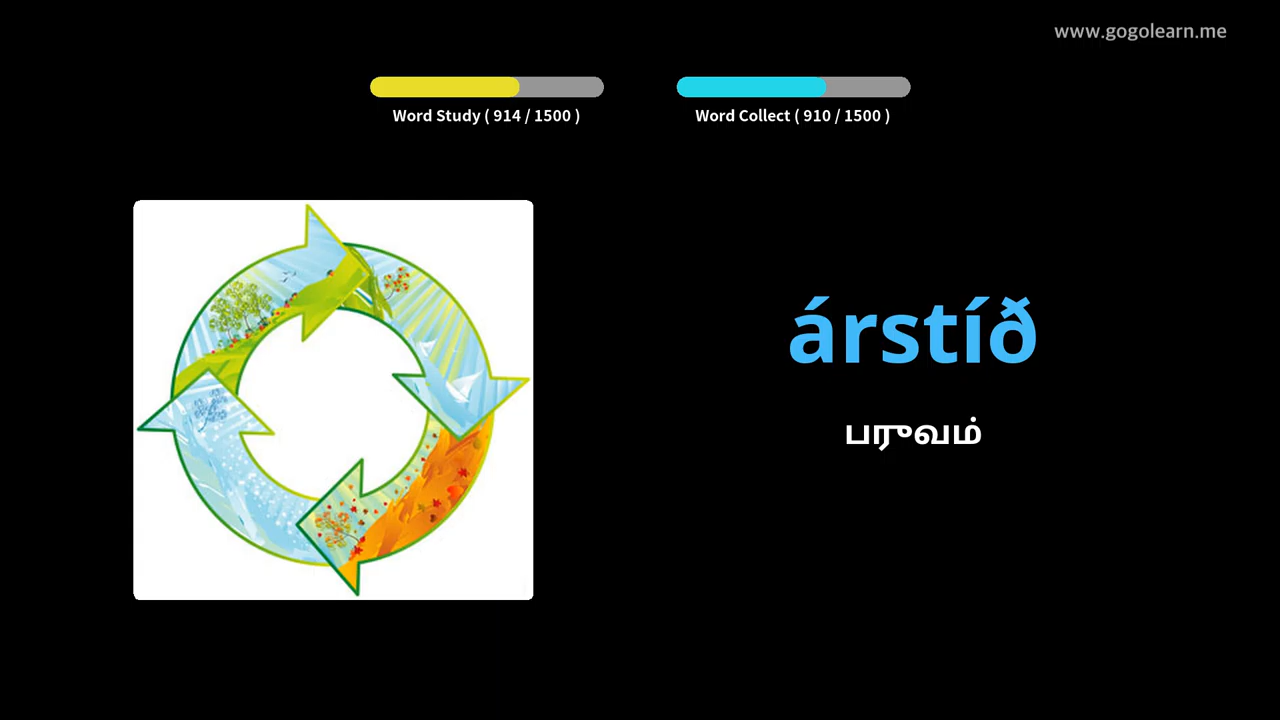 www.gogolearn.me
Word Study ( 914 / 1500 )
Word Collect ( 910 / 1500 )
árstíð
பருவம்